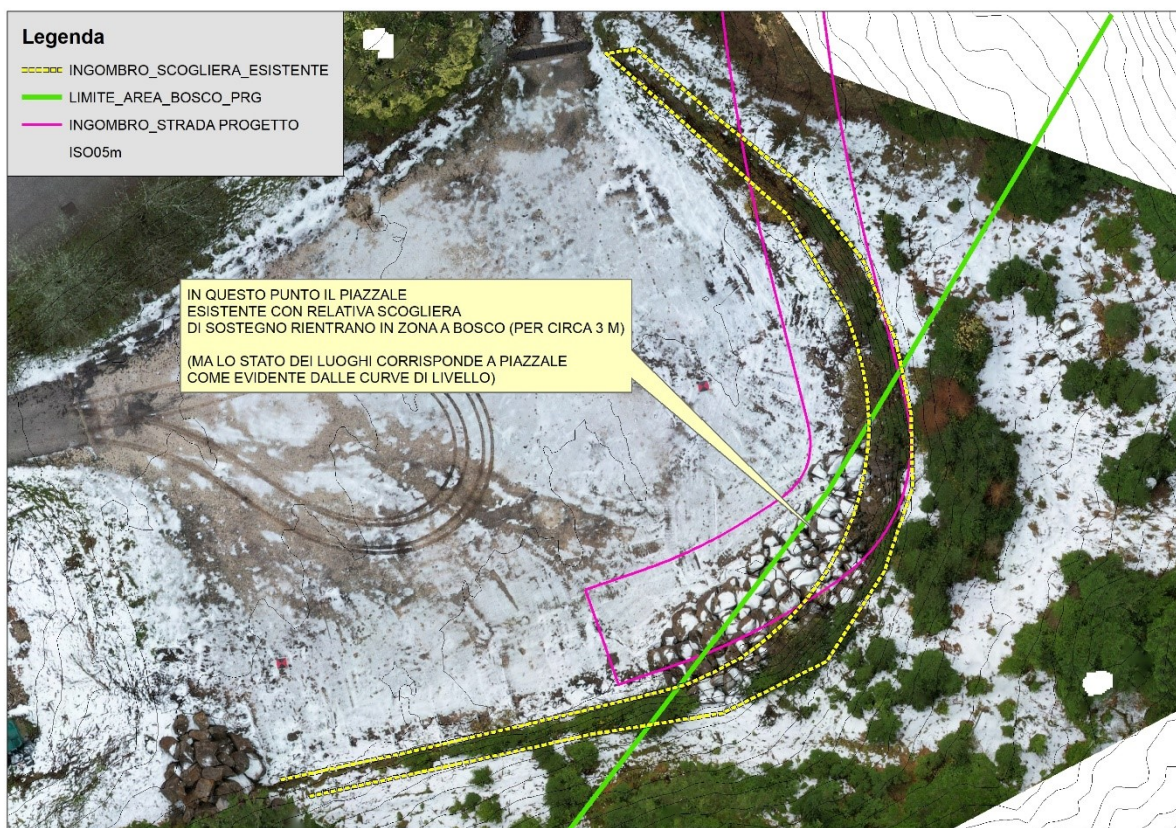 Legenda
INGOMBRO_SCOGLIERA_ESISTENTE
LIMITE_AREA_BOSCO_PRG
INGOMBRO_STRADA PROGETTO
ISO05m
IN QUESTO PUNTO IL PIAZZALE
ESISTENTE CON RELATIVA SCOGLIERA
DI SOSTEGNO RIENTRANO IN ZONA A BOSCO (PER CIRCA 3 M)
(MA LO STATO DEI LUOGHI CORRISPONDE A PIAZZALE
COME EVIDENTE DALLE CURVE DI LIVELLO)